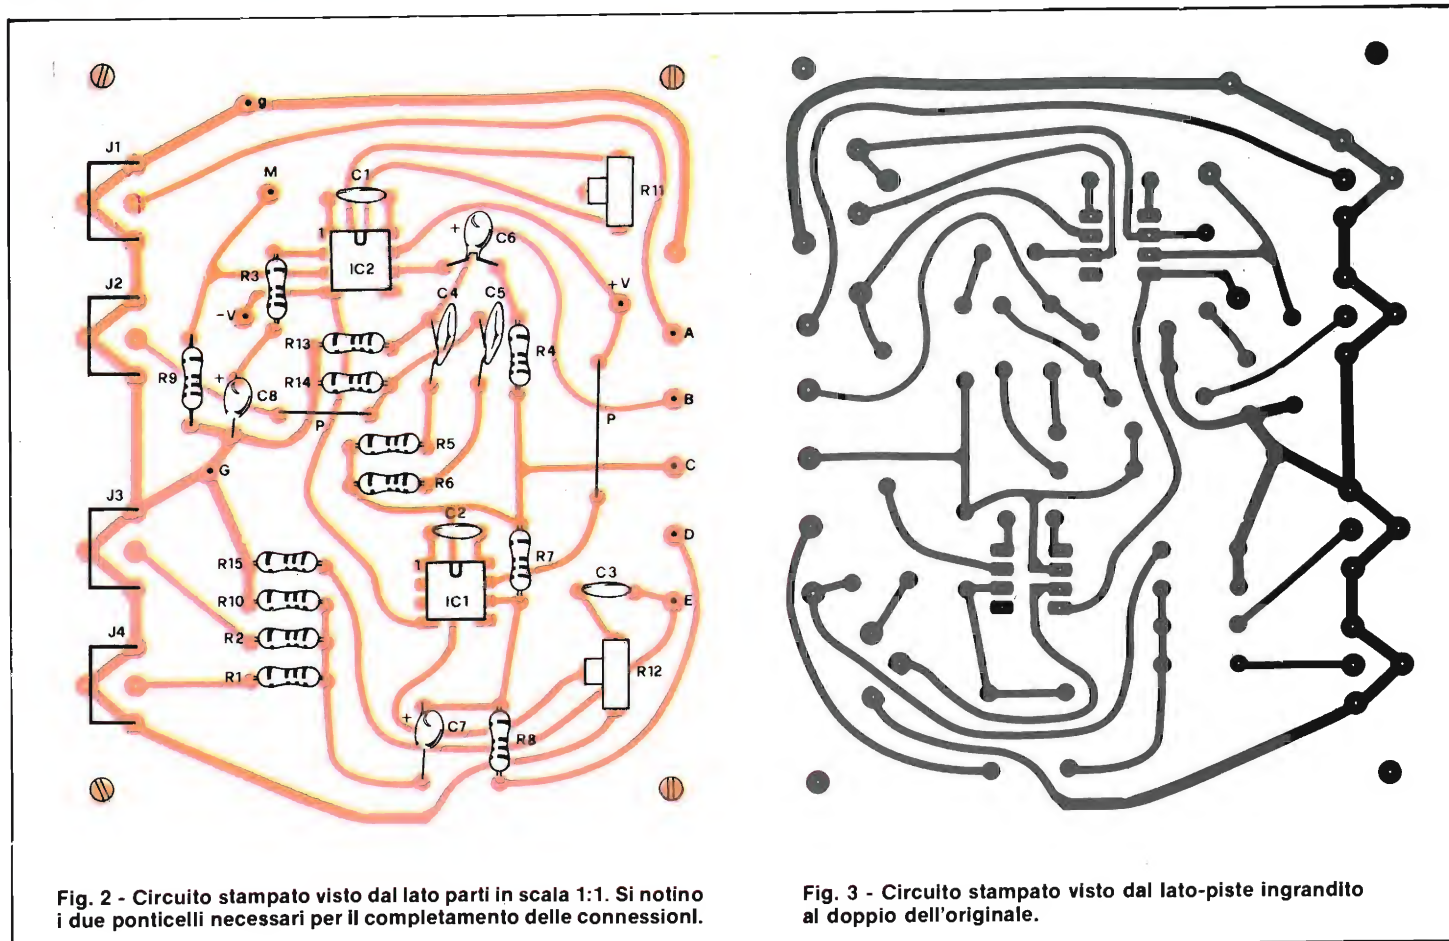 g
J1
M
C1
R11
1
+
C6
IC2
R3
J2
C4
C5
+V
-V
A
R13
R4
R9
+
R14
C8
B
P
P
R5
G
C
R6
J3
C2
D
R7
R15
1
C3
R10
IC1
E
J4
R2
R12
R1
+
C7
R8
Fig. 2 - Circuito stampato visto dal lato parti in scala 1:1. Si notino
i due ponticelli necessari per il completamento delle connessionI.
Fig. 3 - Circuito stampato visto dal lato-piste ingrandito
al doppio dell'originale.